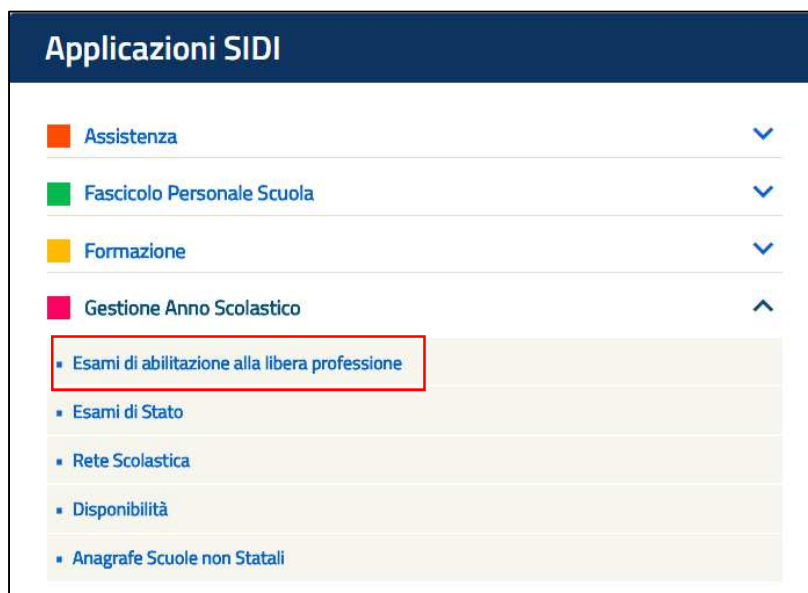 Applicazioni SIDI
Assistenza
Fascicolo Personale Scuola
Formazione
Gestione Anno Scolastico
Esami di abilitazione alla libera professione
Esami di Stato
Rete Scolastica
Disponibilità
Anagrafe Scuole non Statali